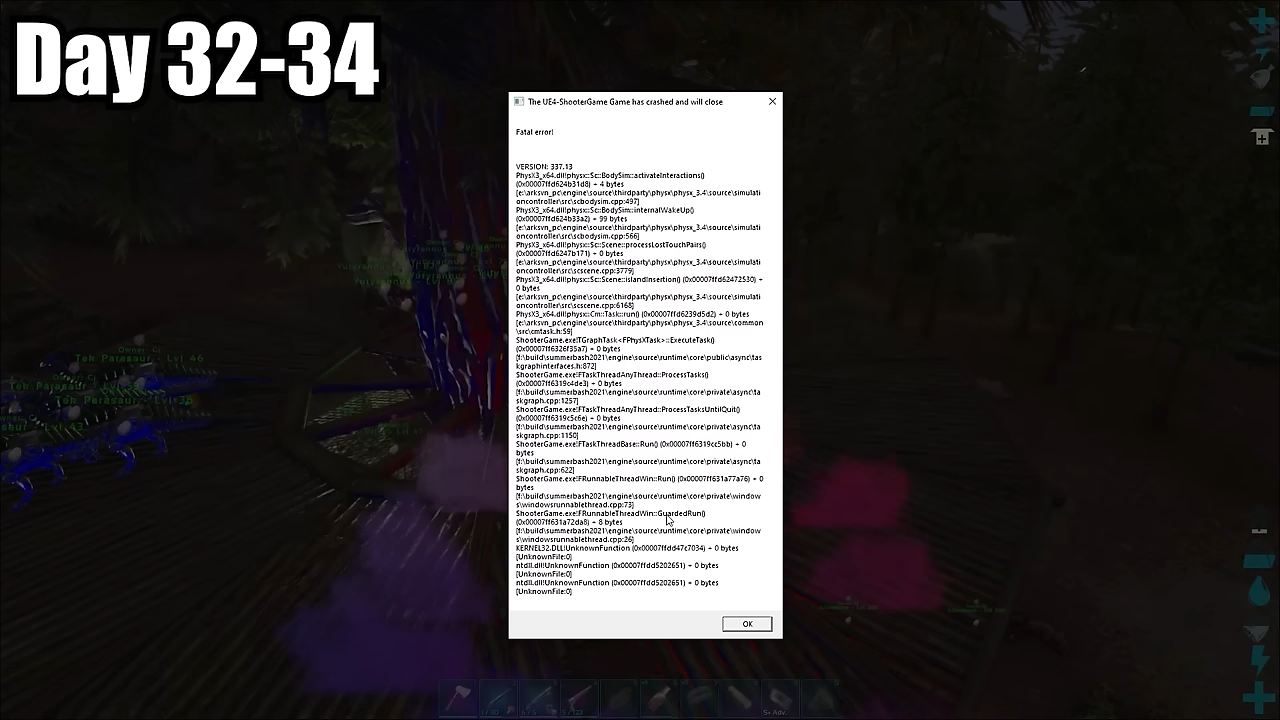 Day 32-34
The UE4-ShooterGame Game has crashed and will close
Fatal error!
VERSION: 337.13
PhysX3_x64.dll!physx::Sc::BodySim::activateInteractions()
(0x00007ffd624b31d8) + 4 bytes
[e:\arksvn_pc\engine\source\thirdparty\physx\physx_3.4\source\simulati
oncontroller\src\scbodysim.cpp:497]
PhysX3_x64.dll!physx::Sc::BodySim::internalWakeUp()
(0x00007ffd624b33a2) + 99 bytes
[e:\arksvn_pc\engine\source\thirdparty\physx\physx_3.4\source\simulati
oncontroller\src\scbodysim.cpp:566]
PhysX3_x64.dll!physx::Sc::Scene::processLostTouchPairs()
(0x00007ffd6247b171) + 0 bytes
[e:\arksvn_pc\engine\source\thirdparty\physx\physx_3.4\source\simulati
oncontroller\src\scscene.cpp:3779]
PhysX3_x64.dll!physx::Sc::Scene::islandInsertion() (0x00007ffd62472530) +
0 bytes
[e:\arksvn_pc\engine\source\thirdparty\physx\physx_3.4\source\simulati
oncontroller\src\scscene.cpp:6168]
PhysX3_x64.dll!physx::Cm::Task::run() (0x00007ffd6239d5d2) + 0 bytes
[e:\arksvn_pc\engine\source\thirdparty\physx\physx_3.4\source\common
\src\cmtask.h:59]
ShooterGame.exe!TGraphTask<FPhysXTask>::ExecuteTask()
(0x00007ff6326f35a7) + 0 bytes
[f:\build\summerbash2021\engine\source\runtime\core\public\async\tas
kgraphinterfaces.h:872]
ShooterGame.exe!FTaskThreadAnyThread::ProcessTasks()
(0x00007ff6319c4de3) + 0 bytes
[f:\build\summerbash2021\engine\source\runtime\core\private\async\ta
skgraph.cpp:1257]
ShooterGame.exe!FTaskThreadAnyThread::ProcessTasksUntilQuit()
(0x00007ff6319c5c6e) + 0 bytes
[f:\build\summerbash2021\engine\source\runtime\core\private\async\ta
skgraph.cpp:1150]
ShooterGame.exe!FTaskThreadBase::Run() (0x00007ff6319cc5bb) + 0
bytes
[f:\build\summerbash2021\engine\source\runtime\core\private\async\ta
skgraph.cpp:622]
ShooterGame.exe!FRunnableThreadWin::Run() (0x00007ff631a77a76) + 0
bytes
[f:\build\summerbash2021\engine\source\runtime\core\private\window
s\windowsrunnablethread.cpp:73]
ShooterGame.exe!FRunnableThreadWin::GuardedRun()
(0x00007ff631a72da8) + 8 bytes
[f:\build\summerbash2021\engine\source\runtime\core\private\window
s\windowsrunnablethread.cpp:26]
KERNEL32.DLL!UnknownFunction (0x00007ffdd47c7034) + 0 bytes
[UnknownFile:0]
ntdll.dll!UnknownFunction (0x00007ffdd5202651) + 0 bytes
[UnknownFile:0]
ntdll.dll!UnknownFunction (0x00007ffdd5202651) + 0 bytes
[UnknownFile:0]
OK
Tek Parasaur - Lvl 46
Tek Parasaur